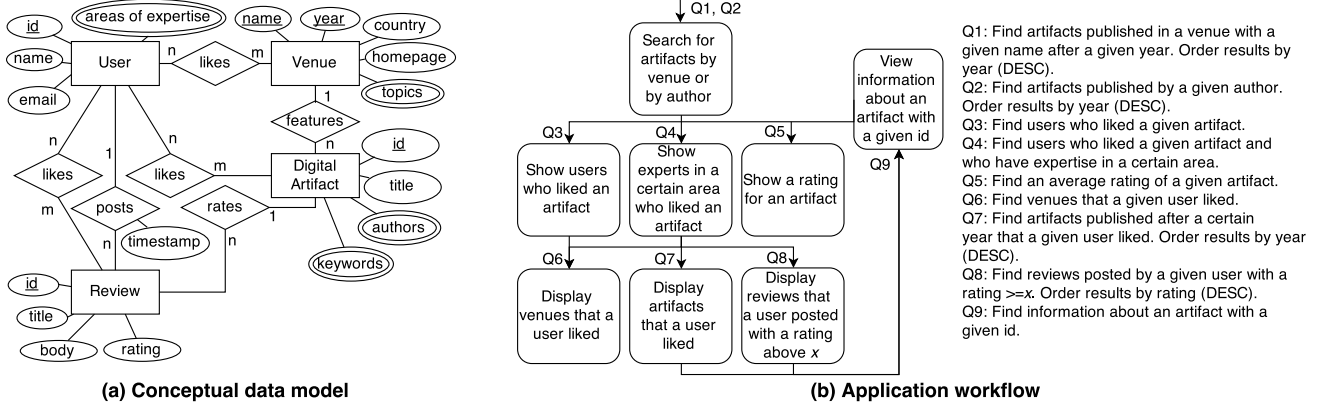 areas of expertise
id
name
email
User
n
likes
m
name
year
country
homepage
topics
Venue
1
features
n
id
title
authors
keywords
Digital
Artifact
n
likes
m
1
posts
n
timestamp
n
likes
m
rates
1
n
id
title
body
rating
Review
(a) Conceptual data model
Q1, Q2
Search for
artifacts by
venue or
by author
View
information
about an
artifact with
a given id
Q3
Q4
Q5
Q9
Show users
who liked an
artifact
Show
experts in a
certain area
who liked an
artifact
Show a rating
for an artifact
Q6
Q7
Q8
Display
venues that a
user liked
Display
artifacts
that a user
liked
Display
reviews that
a user posted
with a rating
above x
(b) Application workflow
Q1: Find artifacts published in a venue with a
given name after a given year. Order results by
year (DESC).
Q2: Find artifacts published by a given author.
Order results by year (DESC).
Q3: Find users who liked a given artifact.
Q4: Find users who liked a given artifact and
who have expertise in a certain area.
Q5: Find an average rating of a given artifact.
Q6: Find venues that a given user liked.
Q7: Find artifacts published after a certain
year that a given user liked. Order results by year
(DESC).
Q8: Find reviews posted by a given user with a
rating >=x. Order results by rating (DESC).
Q9: Find information about an artifact with a
given id.